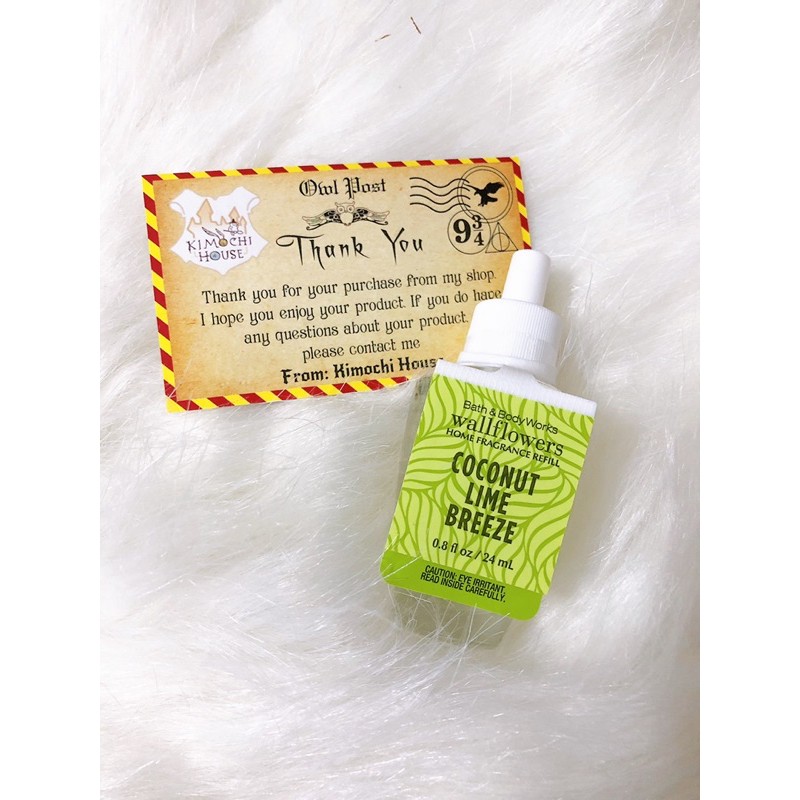 Owl Post
KIMOCHI
HOUSE
9 3/4
Thank You
Thank you for your purchase from my shop.
I hope you enjoy your product. If you do have
any questions about your product.
please contact me
From: Kimochi House
Bath & Body Works
wallflowers
HOME FRAGRANCE REFILL
COCONUT
LIME
BREEZE
0.8 fl oz / 24 mL
CAUTION: EYE IRRITANT.
READ INSIDE CAREFULLY.